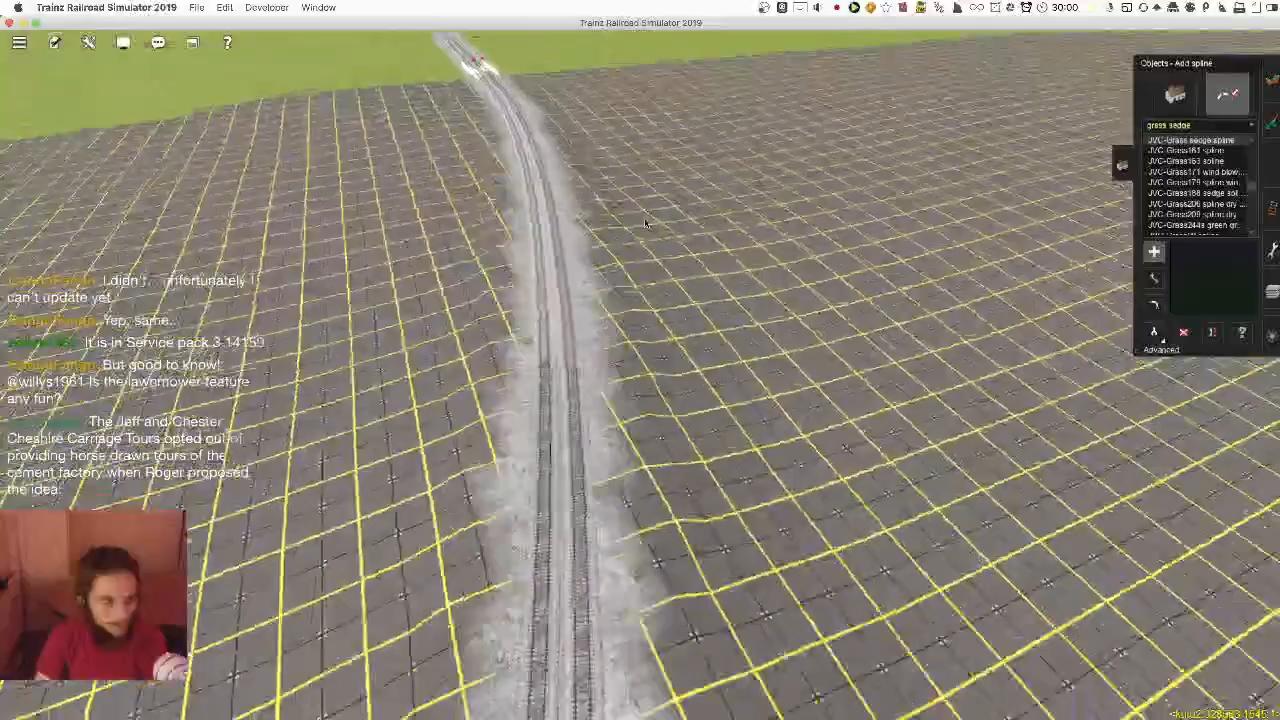 Trainz Railroad Simulator 2019 File Edit Developer Window 30:00
Trainz Railroad Simulator 2019
Objects - Add spline
grass sedge
JVC-Grass sedge spline
JVC-Grass161 spline
JVC-Grass163 spline
JVC-Grass171 wind blow...
JVC-Grass179 spline win...
JVC-Grass188 sedge spl...
JVC-Grass206 spline dry ...
JVC-Grass209 spline dry ...
JVC-Grass244s green gr...
Advanced
I didn't... unfortunately I
can't update yet
Yep, same..
It is in Service pack 3.14159
But good to know!
@willys1961 Is the lawnmower feature
any fun?
The Jeff and Chester
Cheshire Carriage Tours opted out of
providing horse drawn tours of the
cement factory when Roger proposed
the idea.